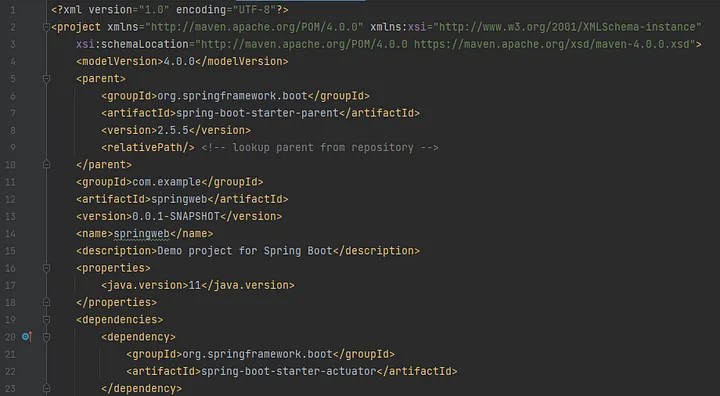 1 <?xml version="1.0" encoding="UTF-8"?>
2 <project xmlns="http://maven.apache.org/POM/4.0.0" xmlns:xsi="http://www.w3.org/2001/XMLSchema-instance"
3 xsi:schemaLocation="http://maven.apache.org/POM/4.0.0 https://maven.apache.org/xsd/maven-4.0.0.xsd">
4 <modelVersion>4.0.0</modelVersion>
5 <parent>
6 <groupId>org.springframework.boot</groupId>
7 <artifactId>spring-boot-starter-parent</artifactId>
8 <version>2.5.5</version>
9 <relativePath/> <!-- lookup parent from repository -->
10 </parent>
11 <groupId>com.example</groupId>
12 <artifactId>springweb</artifactId>
13 <version>0.0.1-SNAPSHOT</version>
14 <name>springweb</name>
15 <description>Demo project for Spring Boot</description>
16 <properties>
17 <java.version>11</java.version>
18 </properties>
19 <dependencies>
20 <dependency>
21 <groupId>org.springframework.boot</groupId>
22 <artifactId>spring-boot-starter-actuator</artifactId>
23 </dependency>